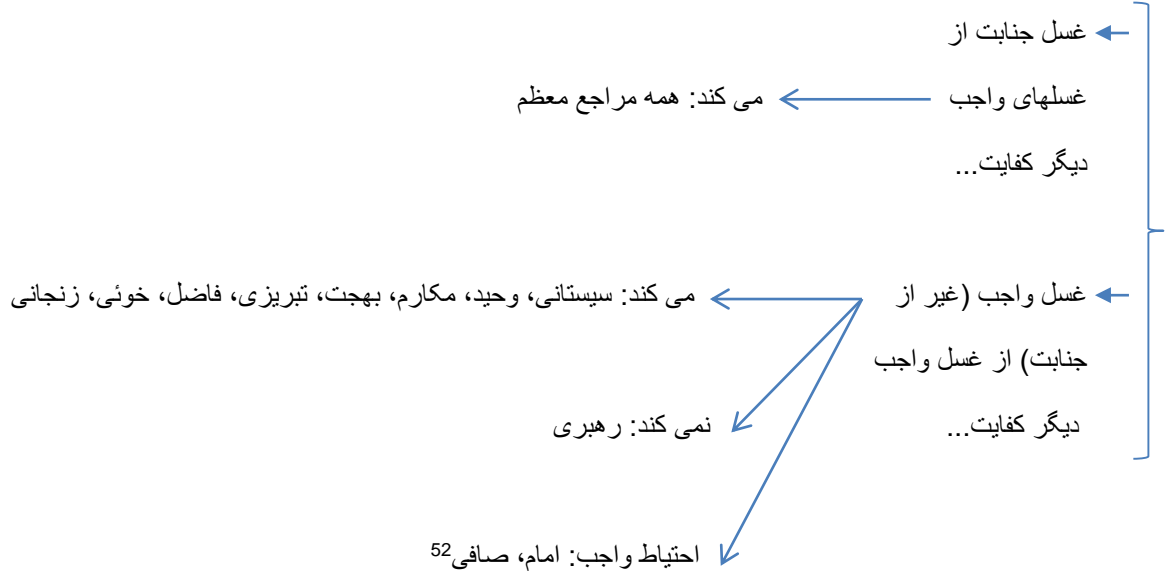 غسل جنابت از
غسلهای واجب
می کند: همه مراجع معظم
دیگر کفایت...
غسل واجب (غیر از
می کند: سیستانی، وحید، مکارم، بهجت، تبریزی، فاضل، خوئی، زنجانی
جنابت) از غسل واجب
دیگر کفایت...
نمی کند: رهبری
احتیاط واجب: امام، صافی52